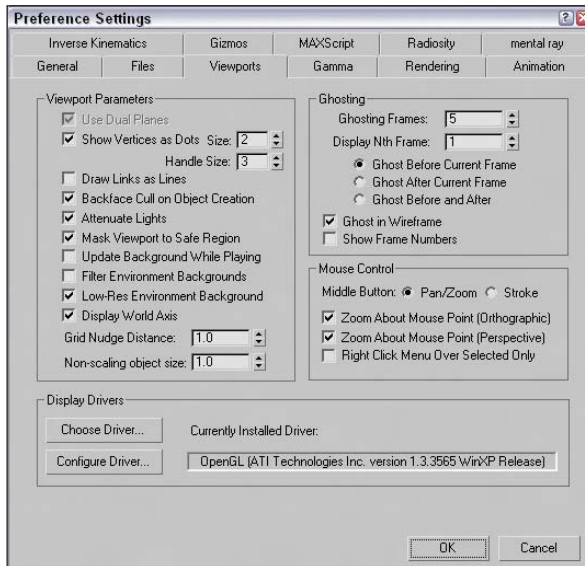 Preference Settings
Inverse Kinematics Gizmos MAXScript Radiosity mental ray
General Files Viewports Gamma Rendering Animation
Viewport Parameters
Use Dual Planes
Show Vertices as Dots Size: 2
Handle Size: 3
Draw Links as Lines
Backface Cull on Object Creation
Attenuate Lights
Mask Viewport to Safe Region
Update Background While Playing
Filter Environment Backgrounds
Low-Res Environment Background
Display World Axis
Grid Nudge Distance: 1.0
Non-scaling object size: 1.0
Ghosting
Ghosting Frames: 5
Display Nth Frame: 1
Ghost Before Current Frame
Ghost After Current Frame
Ghost Before and After
Ghost in Wireframe
Show Frame Numbers
Mouse Control
Middle Button: Pan/Zoom Stroke
Zoom About Mouse Point (Orthographic)
Zoom About Mouse Point (Perspective)
Right Click Menu Over Selected Only
Display Drivers
Choose Driver... Currently Installed Driver:
Configure Driver... OpenGL (ATI Technologies Inc. version 1.3.3565 WinXP Release)
OK Cancel